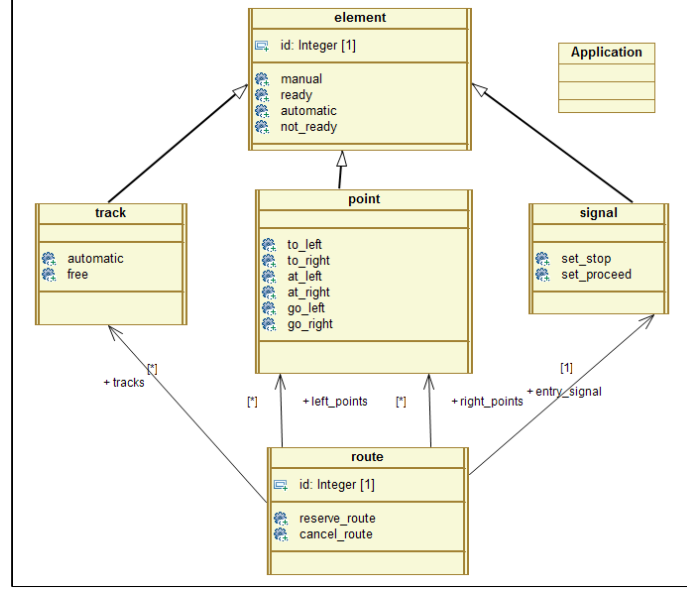 element
id: Integer [1]
manual
ready
automatic
not_ready
Application
track
automatic
free
point
to_left
to_right
at_left
at_right
go_left
go_right
signal
set_stop
set_proceed
[*]
+ tracks
[*]
+ left_points
[*]
+ right_points
[1]
+ entry_signal
route
id: Integer [1]
reserve_route
cancel_route